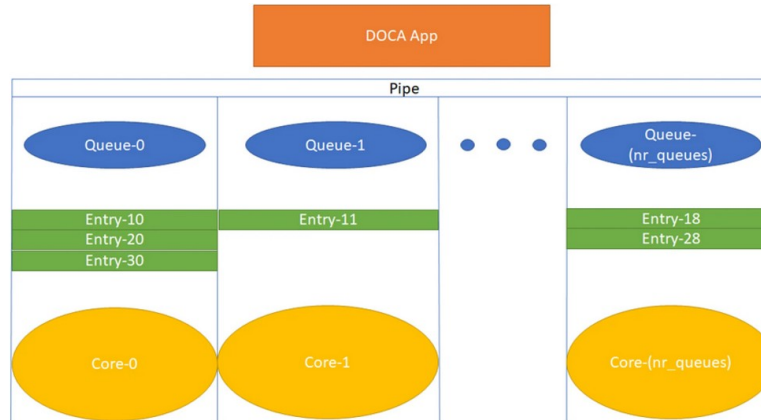 DOCA App
Pipe
Queue-0
Queue-1
Queue-
(nr_queues)
Entry-10
Entry-11
Entry-18
Entry-20
Entry-28
Entry-30
Core-0
Core-1
Core-(nr_queues)